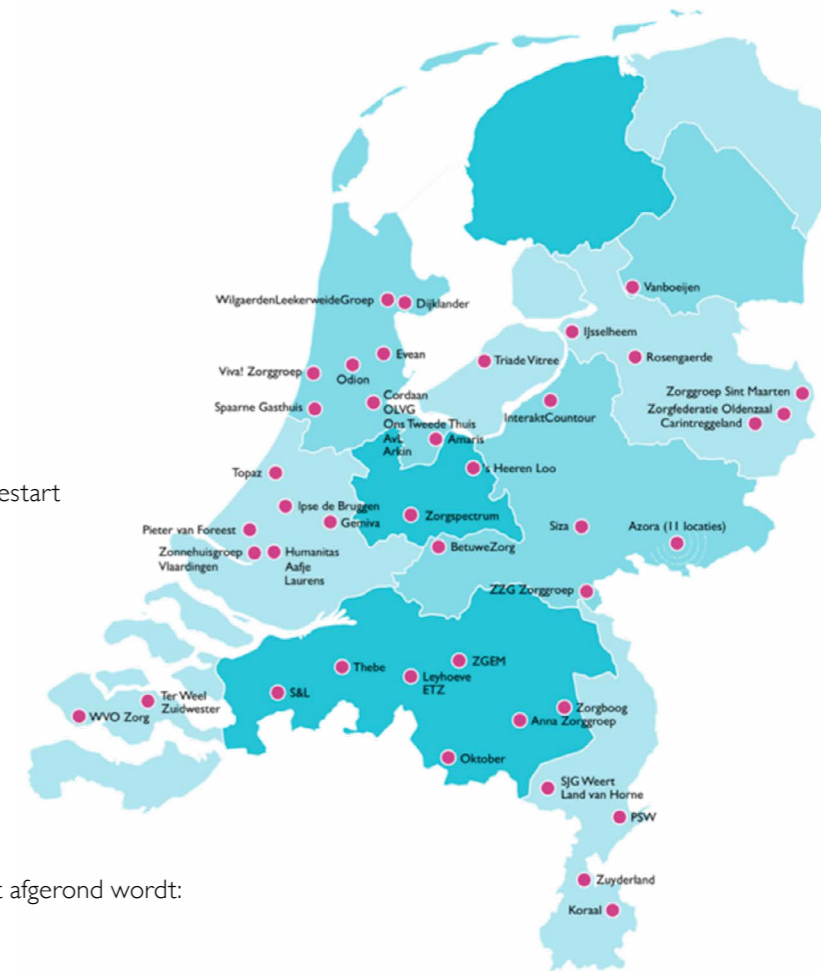 WilgaerdenLeekerweideGroep
Dijklander
Vanboeijen
IJsselheem
Evean
Triade Vitree
Rosengaerde
Viva! Zorggroep
Odion
Zorggroep Sint Maarten
Cordaan
OLVG
Ons Tweede Thuis
AvL
Arkin
Spaarne Gasthuis
InteraktCountour
Zorgfederatie Oldenzaal
Carintreggeland
Amaris
's Heeren Loo
Topaz
estart
Ipse de Bruggen
Gemiva
Zorgspectrum
Pieter van Foreest
Siza
Azora (11 locaties)
Zonnehuisgroep
Vlaardingen
Humanitas
Aafje
Laurens
BetuweZorg
ZZG Zorggroep
Thebe
ZGEM
Leyhoeve
ETZ
S&L
Ter Weel
Zuidwester
WVO Zorg
Zorgboog
Anna Zorggroep
Oktober
SJG Weert
Land van Horne
PSW
Zuyderland
t afgerond wordt:
Koraal